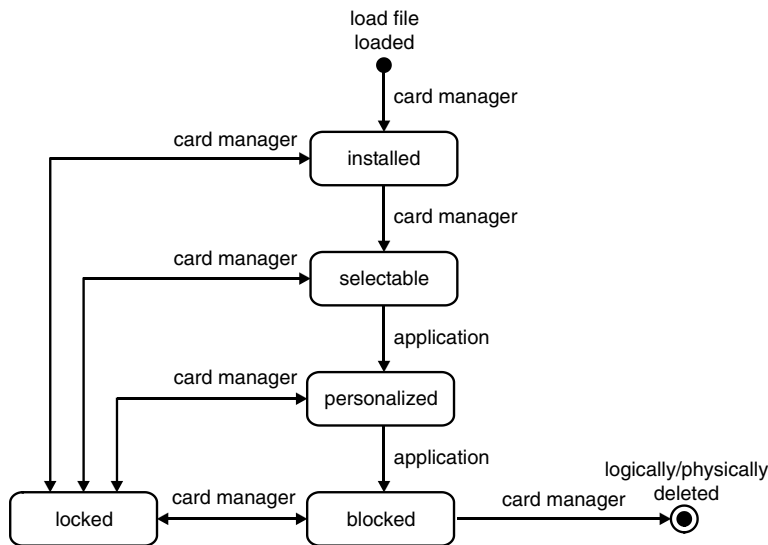 load file
loaded
card manager
card manager
installed
card manager
card manager
selectable
application
card manager
personalized
application
logically/physically
deleted
card manager
card manager
locked
blocked